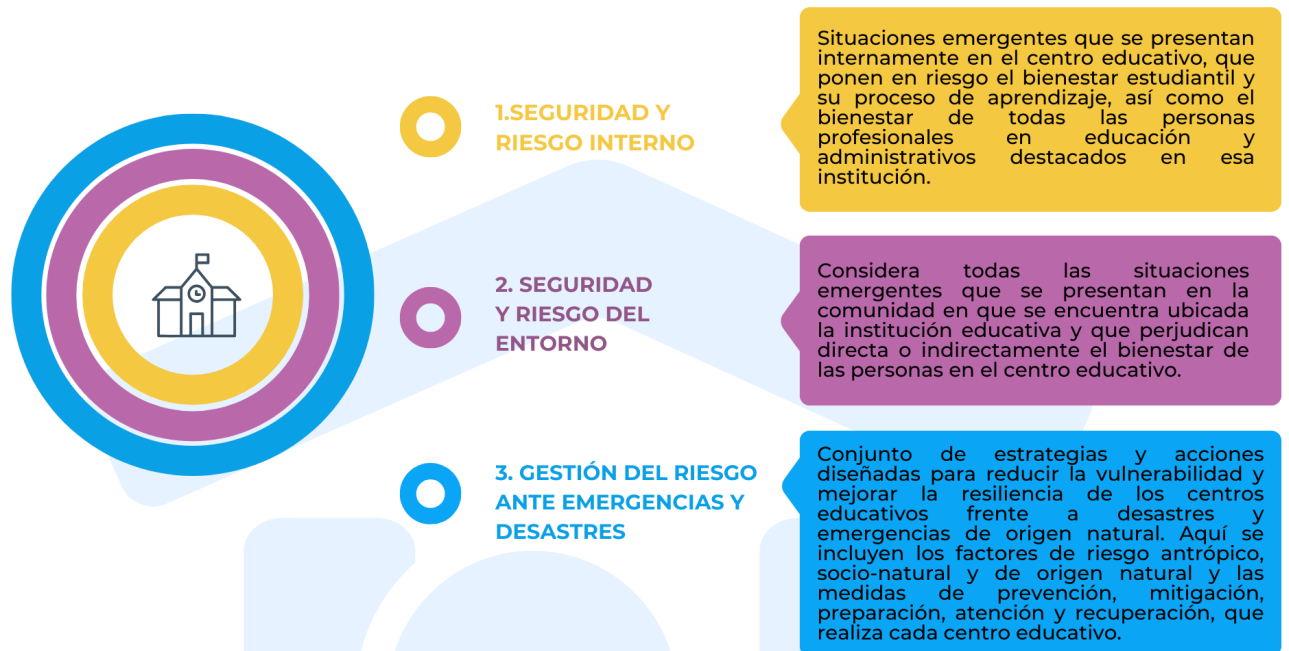 1.SEGURIDAD Y
RIESGO INTERNO
Situaciones emergentes que se presentan
internamente en el centro educativo, que
ponen en riesgo el bienestar estudiantil y
su proceso de aprendizaje, así como el
bienestar de todas las personas
profesionales en educación y
administrativos destacados en esa
institución.
2. SEGURIDAD
Y RIESGO DEL
ENTORNO
Considera todas las situaciones
emergentes que se presentan en la
comunidad en que se encuentra ubicada
la institución educativa y que perjudican
directa o indirectamente el bienestar de
las personas en el centro educativo.
3. GESTIÓN DEL RIESGO
ANTE EMERGENCIAS Y
DESASTRES
Conjunto de estrategias y acciones
diseñadas para reducir la vulnerabilidad y
mejorar la resiliencia de los centros
educativos frente a desastres y
emergencias de origen natural. Aquí se
incluyen los factores de riesgo antrópico,
socio-natural y de origen natural y las
medidas de prevención, mitigación,
preparación, atención y recuperación, que
realiza cada centro educativo.